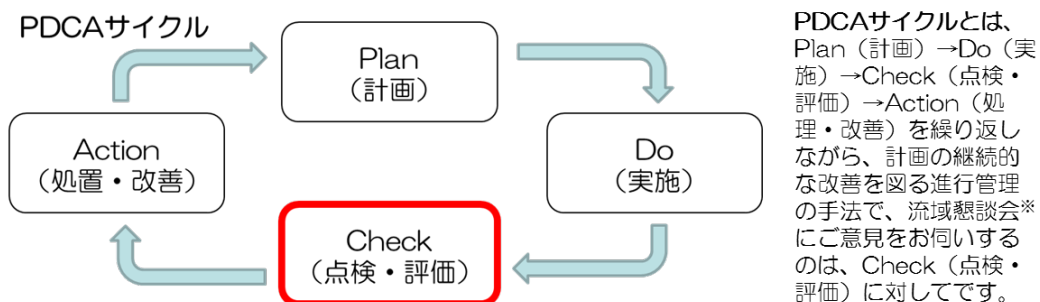 PDCAサイクル
Plan
（計画）
Do
（実施）
Check
（点検・評価）
Action
（処置・改善）
PDCAサイクルとは、
Plan（計画）→Do（実
施）→Check（点検・
評価）→Action（処
理・改善）を繰り返し
ながら、計画の継続的
な改善を図る進行管理
の手法で、流域懇談会※
にご意見をお伺いする
のは、Check（点検・
評価）に対してです。